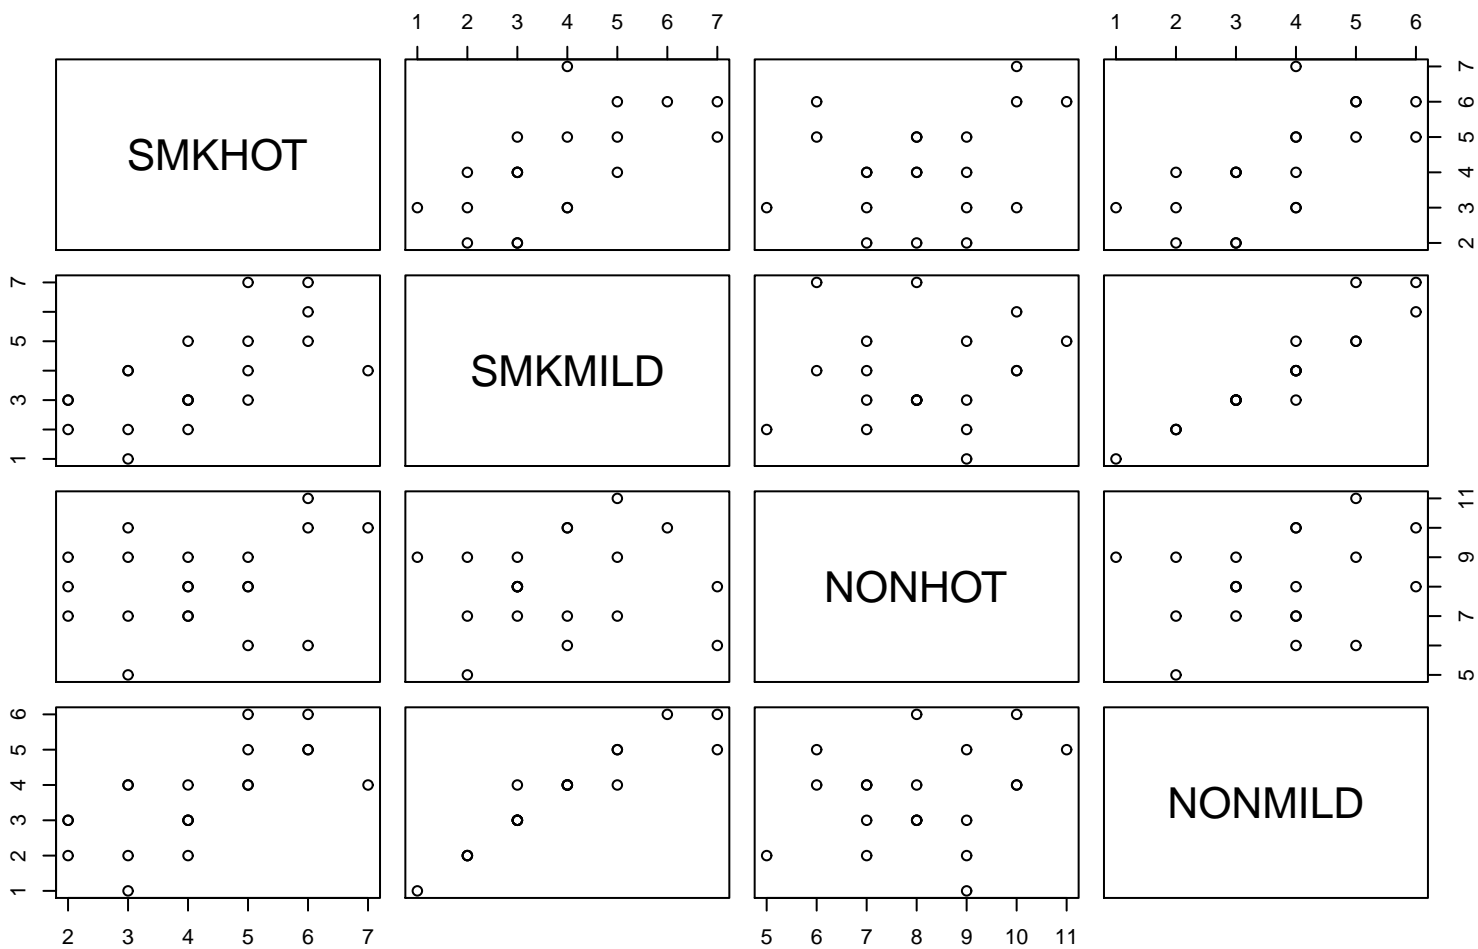 1 2 3 4 5 6 7 1 2 3 4 5 6
SMKHOT
2 3 4 5 6 7
1 3 5 7
SMKMILD
NONHOT
5 7 9 11
1 2 3 4 5 6
NONMILD
2 3 4 5 6 7 5 6 7 8 9 10 11